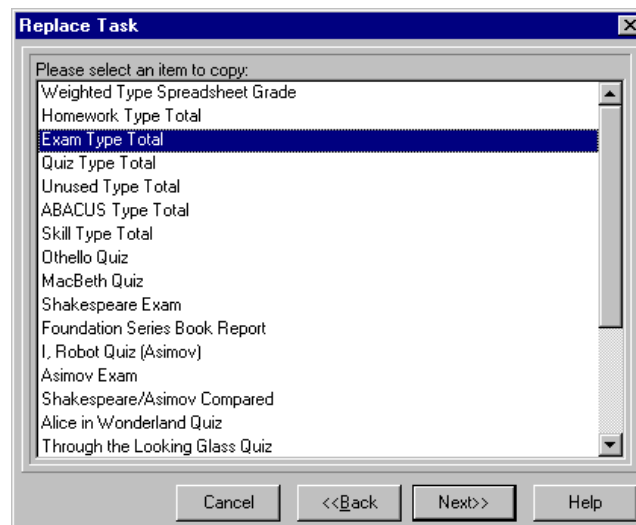 Replace Task
Please select an item to copy:
Weighted Type Spreadsheet Grade
Homework Type Total
Exam Type Total
Quiz Type Total
Unused Type Total
ABACUS Type Total
Skill Type Total
Othello Quiz
MacBeth Quiz
Shakespeare Exam
Foundation Series Book Report
I, Robot Quiz (Asimov)
Asimov Exam
Shakespeare/Asimov Compared
Alice in Wonderland Quiz
Through the Looking Glass Quiz
Cancel <<Back Next>> Help